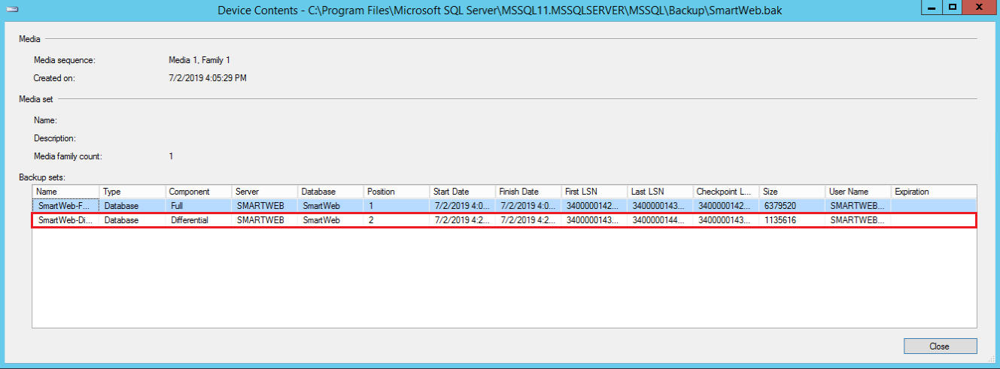 Device Contents - C:\Program Files\Microsoft SQL Server\MSSQL11.MSSQLSERVER\MSSQL\Backup\SmartWeb.bak
Media
Media sequence: Media 1, Family 1
Created on: 7/2/2019 4:05:29 PM
Media set
Name:
Description:
Media family count: 1
Backup sets:
Name Type Component Server Database Position Start Date Finish Date First LSN Last LSN Checkpoint L... Size User Name Expiration
SmartWeb-F... Database Full SMARTWEB SmartWeb 1 7/2/2019 4:0... 7/2/2019 4:0... 3400000142... 3400000143... 3400000142... 6379520 SMARTWEB...
SmartWeb-Di... Database Differential SMARTWEB SmartWeb 2 7/2/2019 4:2... 7/2/2019 4:2... 3400000143... 3400000144... 3400000143... 1135616 SMARTWEB...
Close